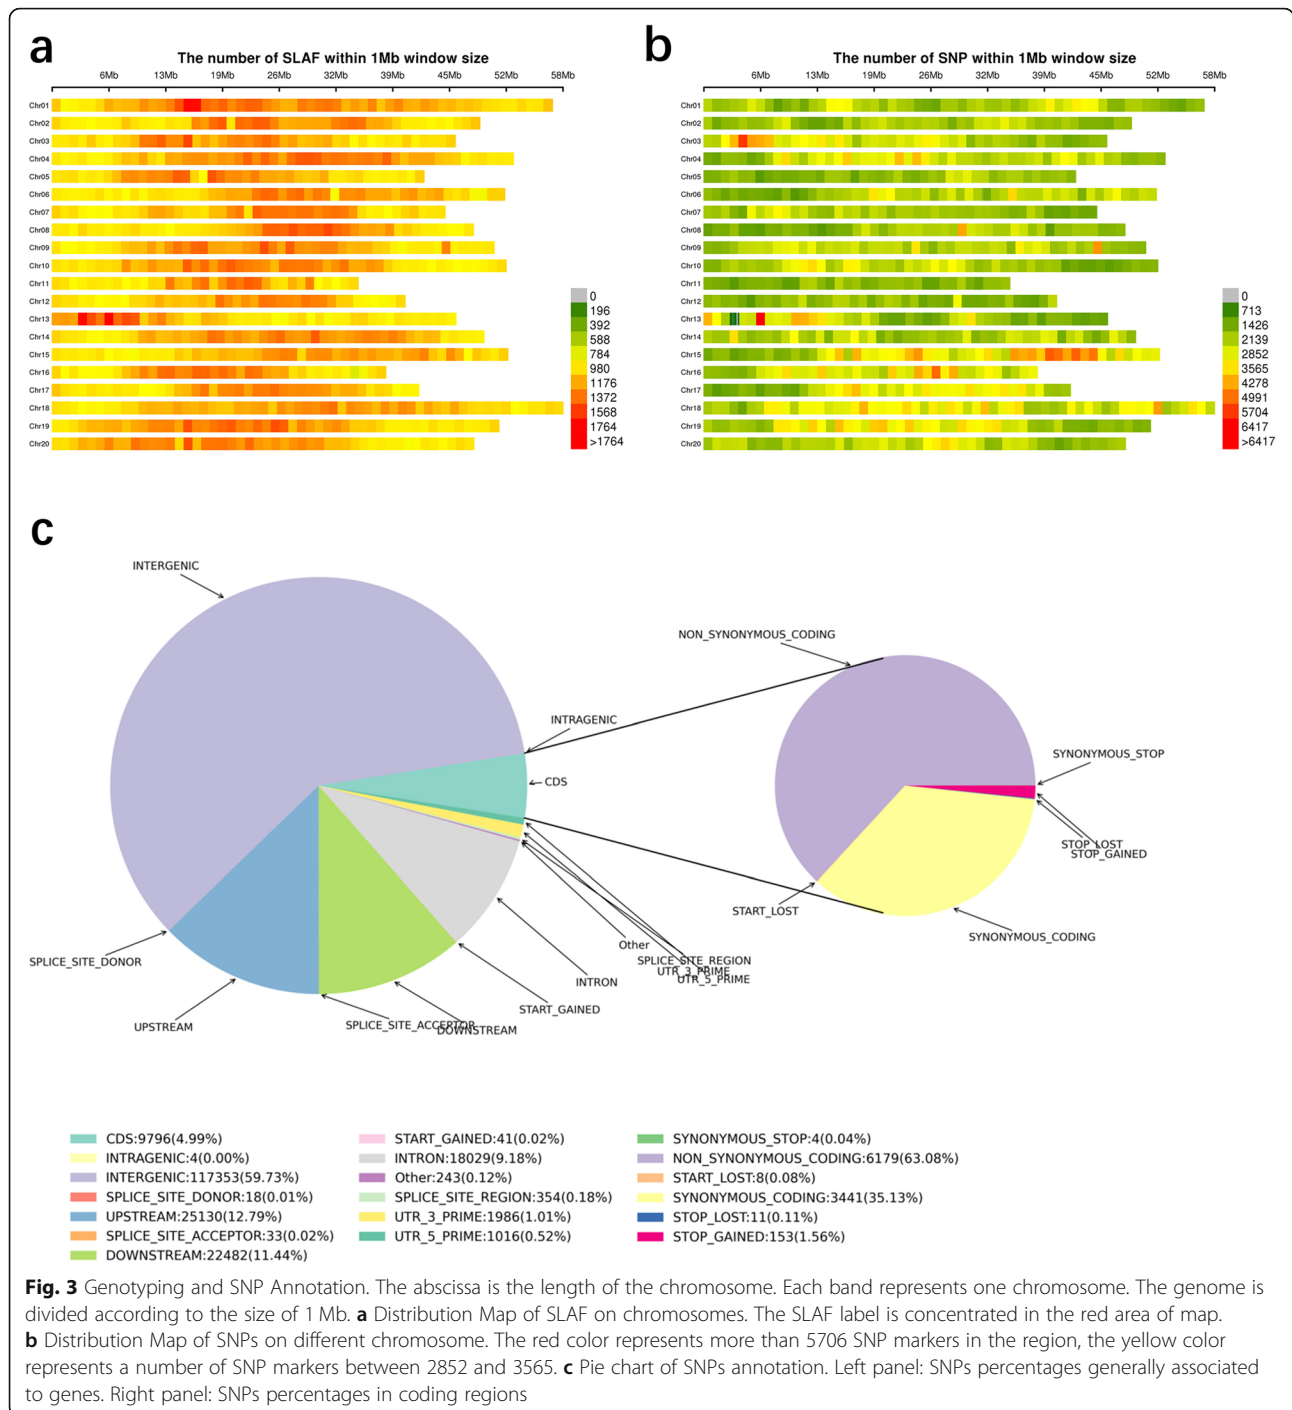 a
The number of SLAF within 1Mb window size
6Mb 13Mb 19Mb 26Mb 32Mb 39Mb 45Mb 52Mb 58Mb
Chr01
Chr02
Chr03
Chr04
Chr05
Chr06
Chr07
Chr08
Chr09
Chr10
Chr11
Chr12
Chr13
Chr14
Chr15
Chr16
Chr17
Chr18
Chr19
Chr20
0
196
392
588
784
980
1176
1372
1568
1764
>1764
b
The number of SNP within 1Mb window size
6Mb 13Mb 19Mb 26Mb 32Mb 39Mb 45Mb 52Mb 58Mb
Chr01
Chr02
Chr03
Chr04
Chr05
Chr06
Chr07
Chr08
Chr09
Chr10
Chr11
Chr12
Chr13
Chr14
Chr15
Chr16
Chr17
Chr18
Chr19
Chr20
0
713
1426
2139
2852
3565
4278
4991
5704
6417
>6417
c
INTERGENIC
INTRAGENIC
CDS
SPLICE_SITE_DONOR
UPSTREAM
SPLICE_SITE_ACCEPTOR
DOWNSTREAM
START_GAINED
INTRON
Other
SPLICE_SITE_REGION
UTR_3_PRIME
UTR_5_PRIME
NON_SYNONYMOUS_CODING
SYNONYMOUS_STOP
STOP_LOST
STOP_GAINED
START_LOST
SYNONYMOUS_CODING
CDS:9796(4.99%)
INTRAGENIC:4(0.00%)
INTERGENIC:117353(59.73%)
SPLICE_SITE_DONOR:18(0.01%)
UPSTREAM:25130(12.79%)
SPLICE_SITE_ACCEPTOR:33(0.02%)
DOWNSTREAM:22482(11.44%)
START_GAINED:41(0.02%)
INTRON:18029(9.18%)
Other:243(0.12%)
SPLICE_SITE_REGION:354(0.18%)
UTR_3_PRIME:1986(1.01%)
UTR_5_PRIME:1016(0.52%)
SYNONYMOUS_STOP:4(0.04%)
NON_SYNONYMOUS_CODING:6179(63.08%)
START_LOST:8(0.08%)
SYNONYMOUS_CODING:3441(35.13%)
STOP_LOST:11(0.11%)
STOP_GAINED:153(1.56%)
Fig. 3 Genotyping and SNP Annotation. The abscissa is the length of the chromosome. Each band represents one chromosome. The genome is
divided according to the size of 1 Mb. a Distribution Map of SLAF on chromosomes. The SLAF label is concentrated in the red area of map.
b Distribution Map of SNPs on different chromosome. The red color represents more than 5706 SNP markers in the region, the yellow color
represents a number of SNP markers between 2852 and 3565. c Pie chart of SNPs annotation. Left panel: SNPs percentages generally associated
to genes. Right panel: SNPs percentages in coding regions